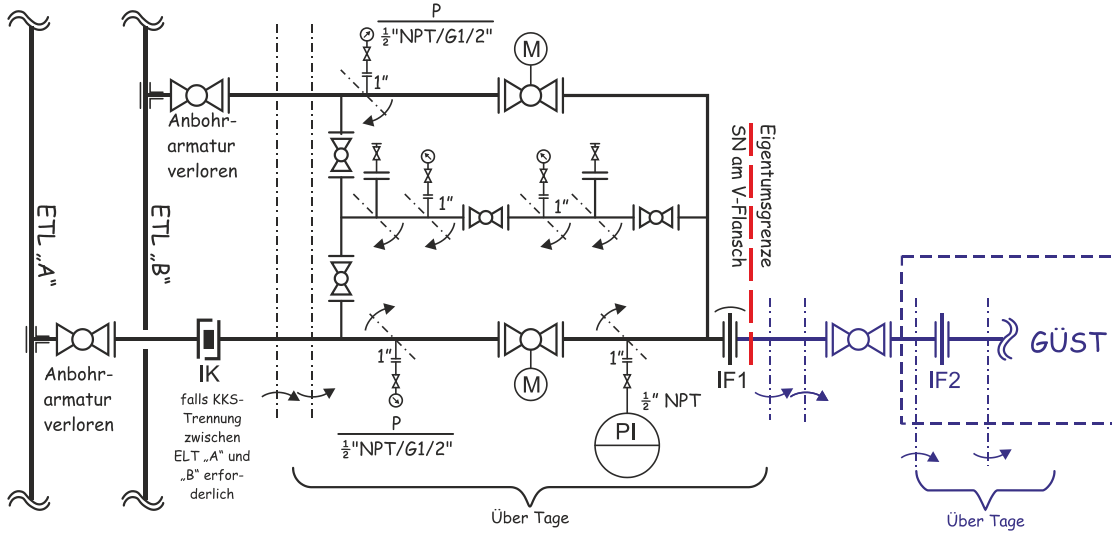 P
½"NPT/G1/2"
M
1"
Anbohr-
armatur
verloren
ETL „A"
ETL „B"
1"
1"
Eigentumsgrenze
SN am V-Flansch
Anbohr-
armatur
verloren
IK
falls KKS-
Trennung
zwischen
ELT „A" und
„B" erfor-
derlich
1"
M
1"
½" NPT
P
½"NPT/G1/2"
PI
IF1
IF2
GÜST
Über Tage
Über Tage